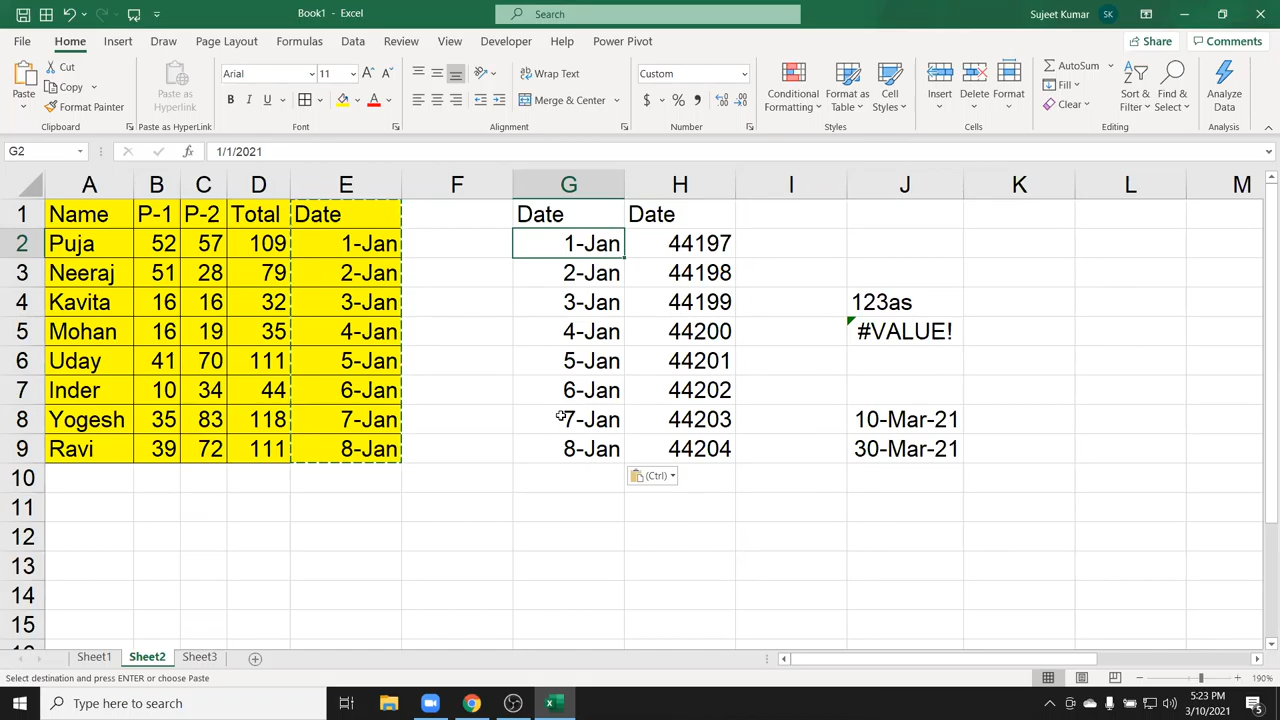 Book1 - Excel
Search
Sujeet Kumar
SK
File Home Insert Draw Page Layout Formulas Data Review View Developer Help Power Pivot
Share
Comments
Paste
Cut
Copy
Format Painter
Clipboard
Paste as
Hyperlink
Paste as HyperLink
Arial
11
B I U
Font
Wrap Text
Merge & Center
Alignment
Custom
$ % ,
Number
Conditional
Formatting
Format as
Table
Cell
Styles
Styles
Insert
Delete
Format
Cells
AutoSum
Fill
Clear
Sort &
Filter
Find &
Select
Editing
Analyze
Data
Analysis
G2
fx
1/1/2021
A B C D E F G H I J K L M
1 Name P-1 P-2 Total Date Date Date
2 Puja 52 57 109 1-Jan 1-Jan 44197
3 Neeraj 51 28 79 2-Jan 2-Jan 44198
4 Kavita 16 16 32 3-Jan 3-Jan 44199 123as
5 Mohan 16 19 35 4-Jan 4-Jan 44200 #VALUE!
6 Uday 41 70 111 5-Jan 5-Jan 44201
7 Inder 10 34 44 6-Jan 6-Jan 44202
8 Yogesh 35 83 118 7-Jan 7-Jan 44203 10-Mar-21
9 Ravi 39 72 111 8-Jan 8-Jan 44204 30-Mar-21
10
(Ctrl)
11
12
13
14
15
Sheet1 Sheet2 Sheet3
Select destination and press ENTER or choose Paste
190%
Type here to search
5:23 PM
3/10/2021
5